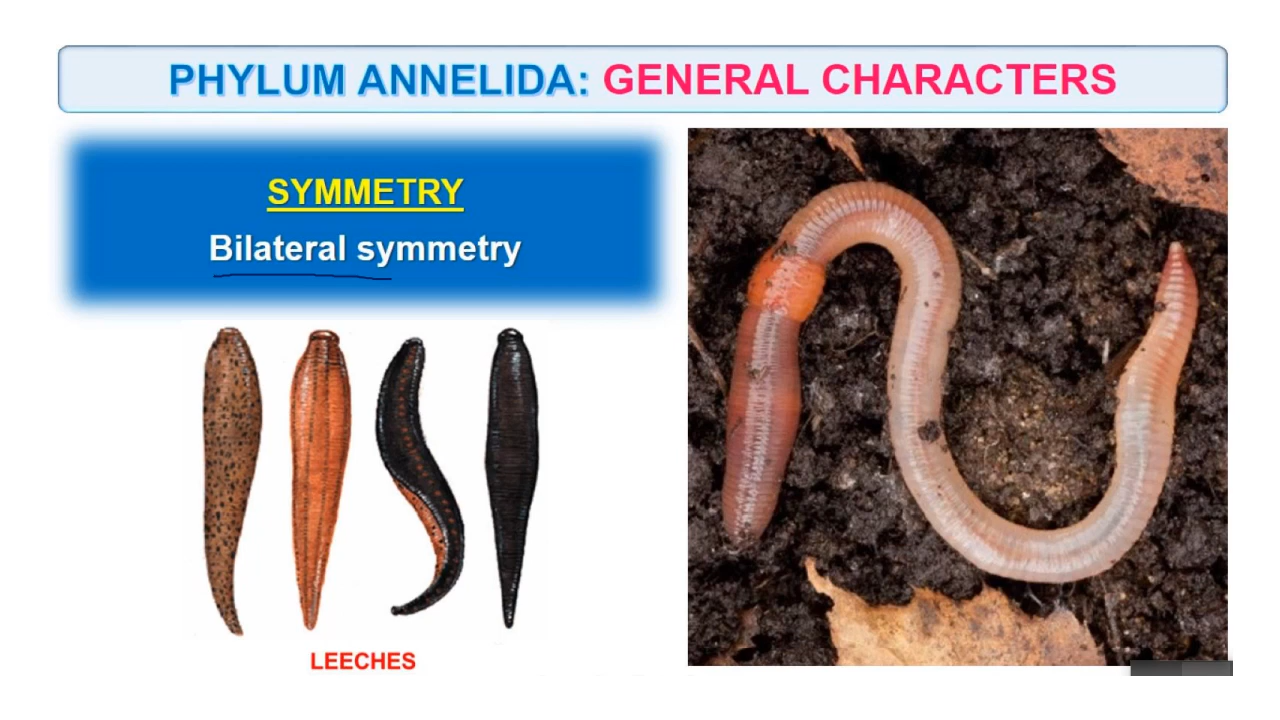 PHYLUM ANNELIDA: GENERAL CHARACTERS
SYMMETRY
Bilateral symmetry
LEECHES